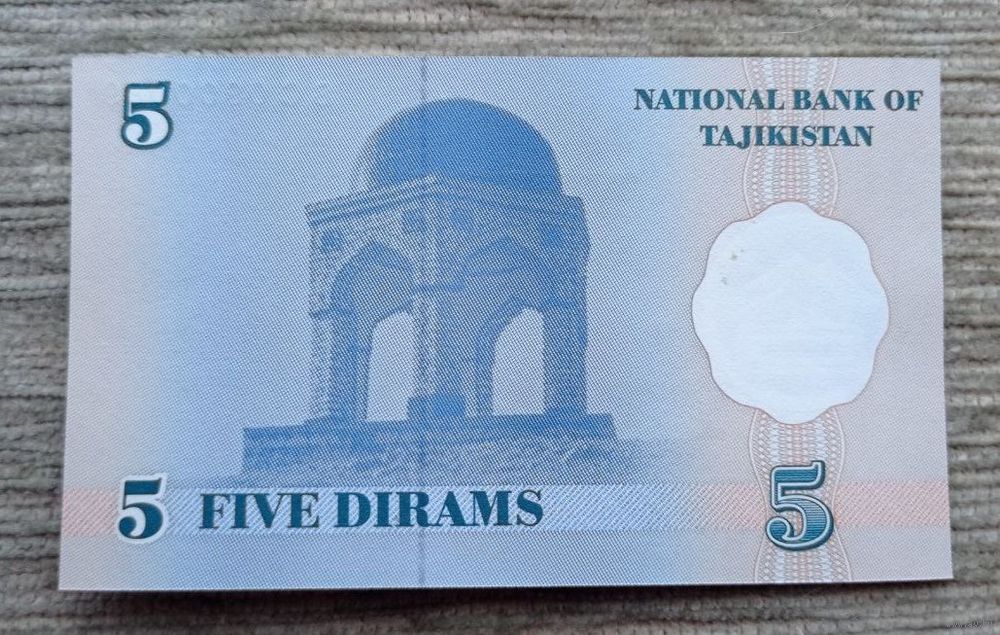 5
NATIONAL BANK OF
TAJIKISTAN
5
FIVE DIRAMS
5